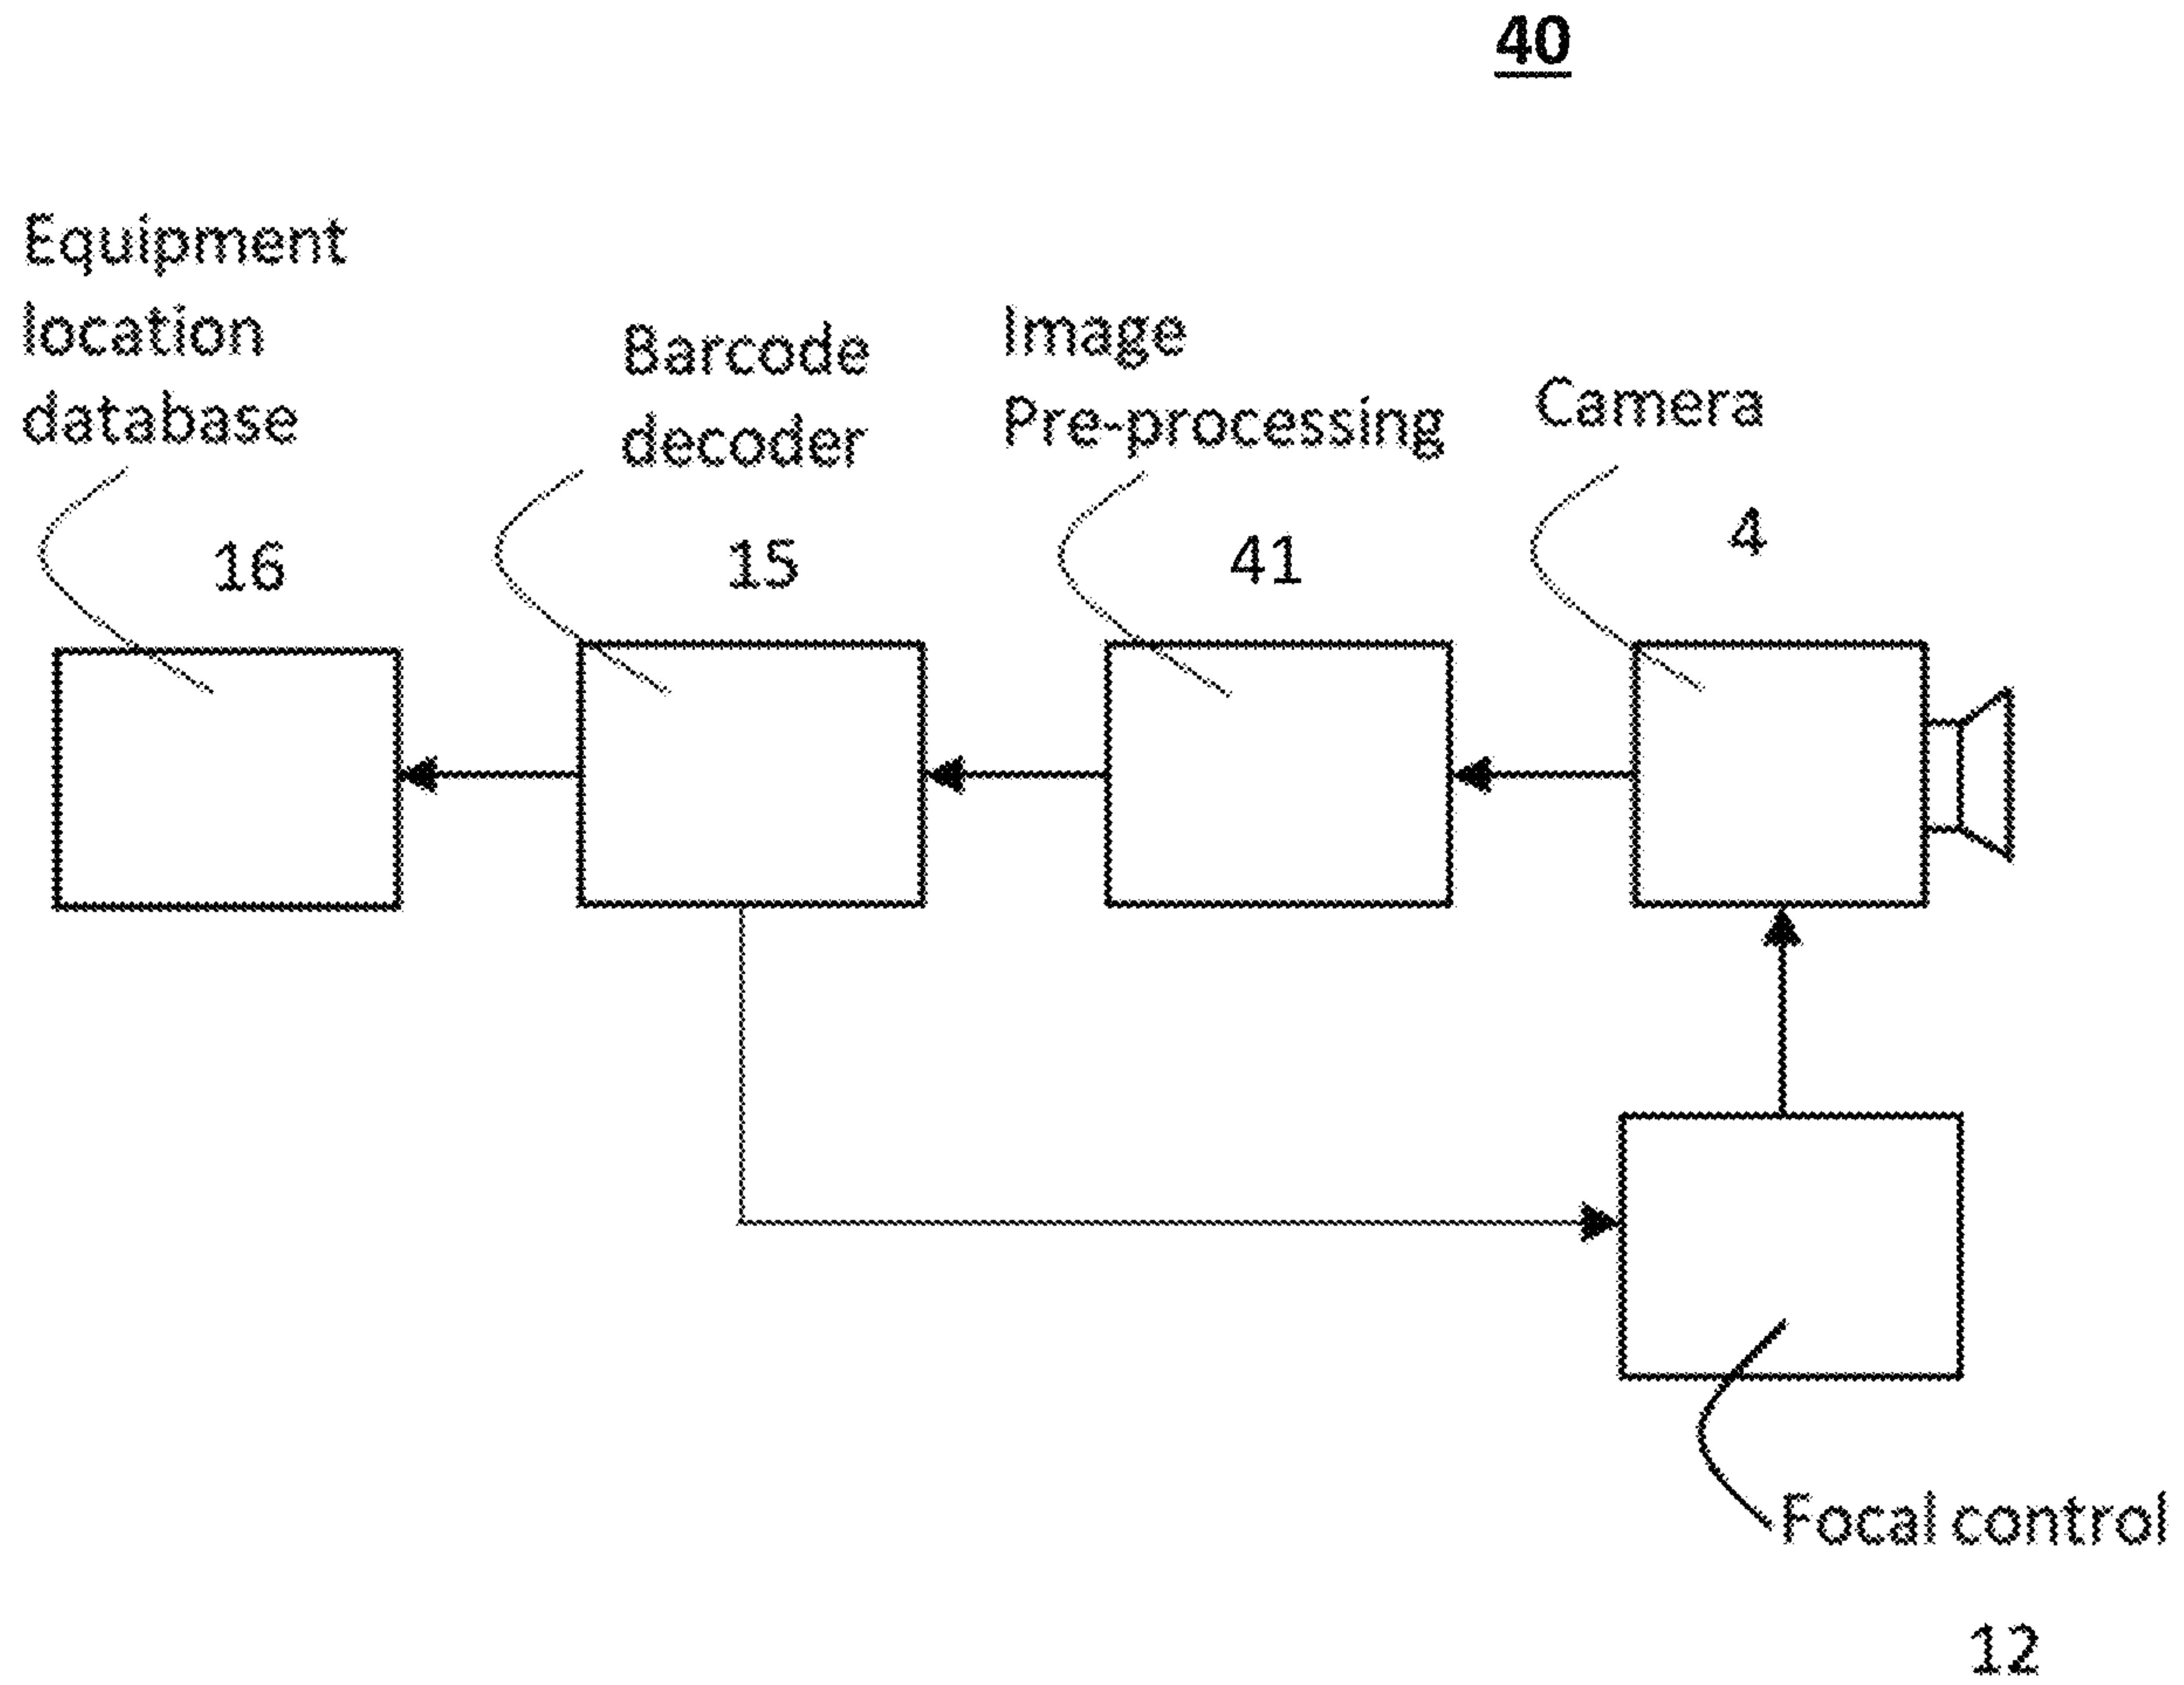 40
Equipment
location
database
16
Barcode
decoder
15
Image
Pre-processing
41
Camera
4
Focal control
12